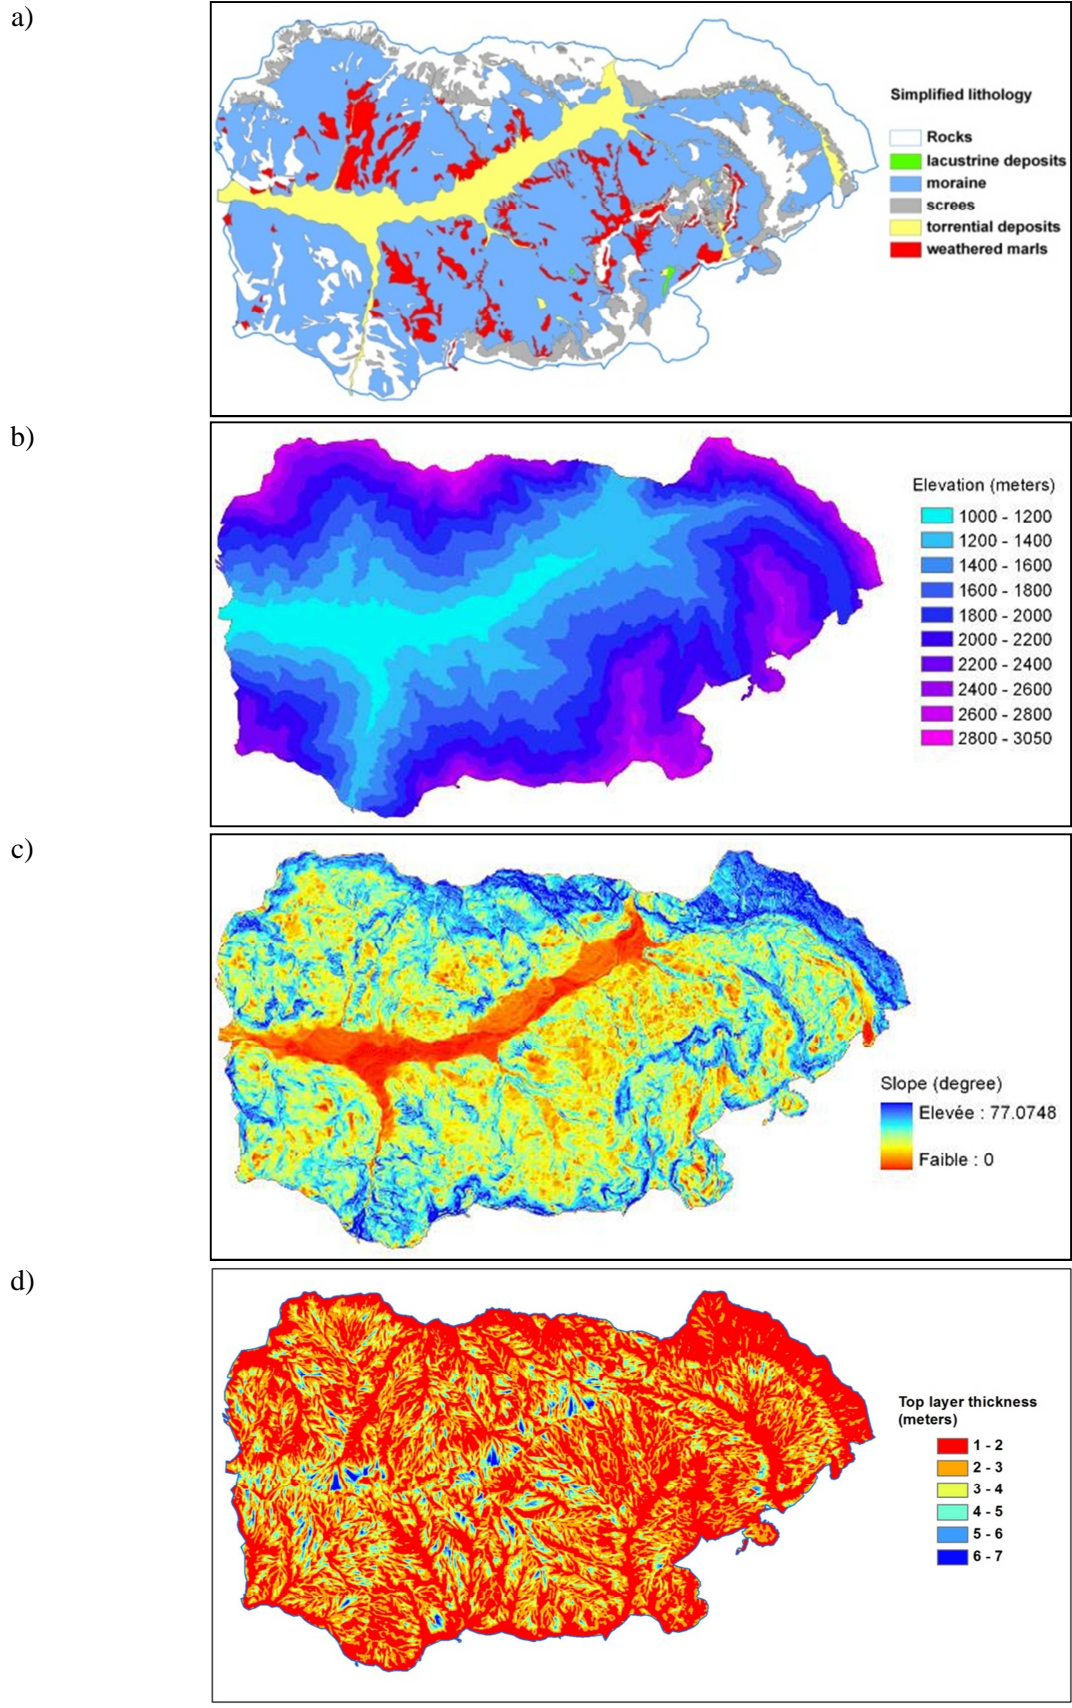 a)
Simplified lithology
Rocks
lacustrine deposits
moraine
screes
torrential deposits
weathered marls
b)
Elevation (meters)
1000 - 1200
1200 - 1400
1400 - 1600
1600 - 1800
1800 - 2000
2000 - 2200
2200 - 2400
2400 - 2600
2600 - 2800
2800 - 3050
c)
Slope (degree)
Elevée : 77.0748
Faible : 0
d)
Top layer thickness
(meters)
1 - 2
2 - 3
3 - 4
4 - 5
5 - 6
6 - 7